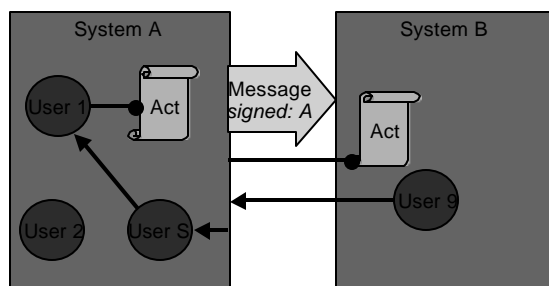 System A
System B
User 1
Act
Message
signed: A
Act
User 2
User S
User 9